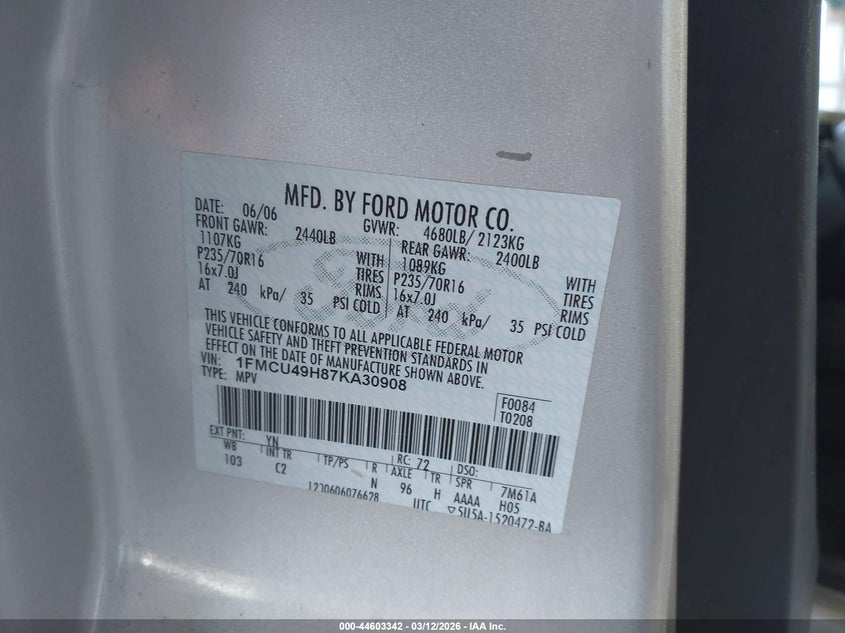 MFD. BY FORD MOTOR CO.
DATE: 06/06 GVWR: 4680LB/ 2123KG
FRONT GAWR: 2440LB REAR GAWR: 2400LB
1107KG WITH 1089KG WITH
P235/70R16 TIRES P235/70R16 TIRES
16x7.0J RIMS 16x7.0J RIMS
AT 240 kPa/ 35 PSI COLD AT 240 kPa/ 35 PSI COLD
THIS VEHICLE CONFORMS TO ALL APPLICABLE FEDERAL MOTOR
VEHICLE SAFETY AND THEFT PREVENTION STANDARDS IN
EFFECT ON THE DATE OF MANUFACTURE SHOWN ABOVE.
VIN: 1FMCU49H87KA30908
TYPE: MPV
F0084
T0208
EXT PNT: YN RC: 72 DSO:
WB INT TR TP/PS R AXLE TR SPR 7M61A
103 C2 N 96 H AAAA H05
1210606076628 UTC ▽5U5A-1520472-BA
000-44603342 - 03/12/2026 - IAA Inc.